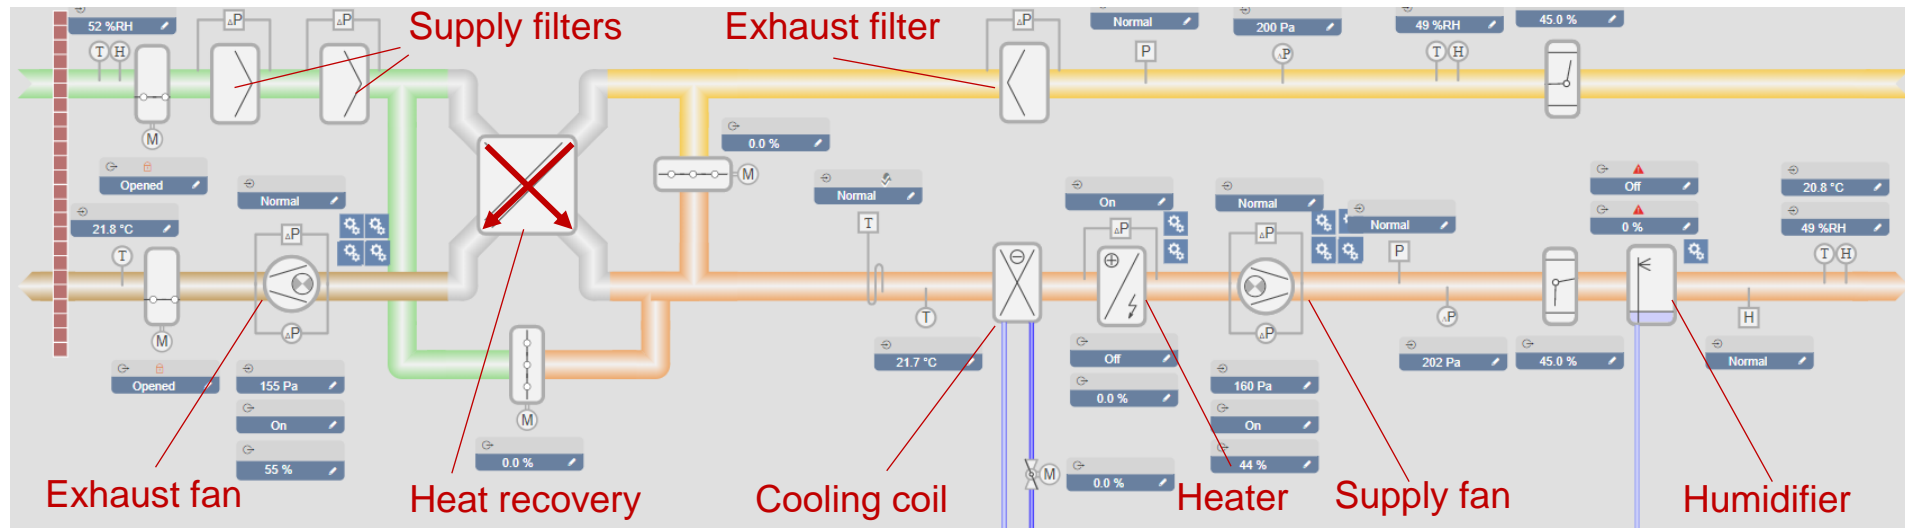 52 %RH
ΔP
ΔP
Supply filters
Exhaust filter
ΔP
Normal
200 Pa
49 %RH
45.0 %
T H
P
ΔP
T H
M
0.0 %
M
Opened
Normal
Normal
On
Normal
Off
20.8 °C
21.8 °C
ΔP
T
ΔP
ΔP
Normal
0 %
49 %RH
T
P
T H
T
ΔP
H
M
ΔP
ΔP
Opened
155 Pa
21.7 °C
Off
202 Pa
45.0 %
Normal
On
M
0.0 %
160 Pa
On
55 %
0.0 %
M
0.0 %
44 %
Exhaust fan
Heat recovery
Cooling coil
Heater
Supply fan
Humidifier